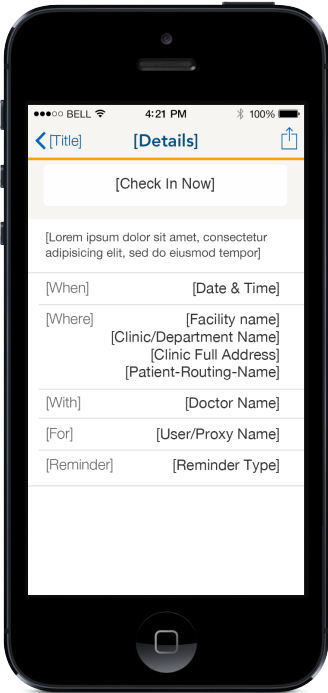 BELL 4:21 PM 100%
[Title] [Details]
[Check In Now]
[Lorem ipsum dolor sit amet, consectetur
adipisicing elit, sed do eiusmod tempor]
[When] [Date & Time]
[Where] [Facility name]
[Clinic/Department Name]
[Clinic Full Address]
[Patient-Routing-Name]
[With] [Doctor Name]
[For] [User/Proxy Name]
[Reminder] [Reminder Type]